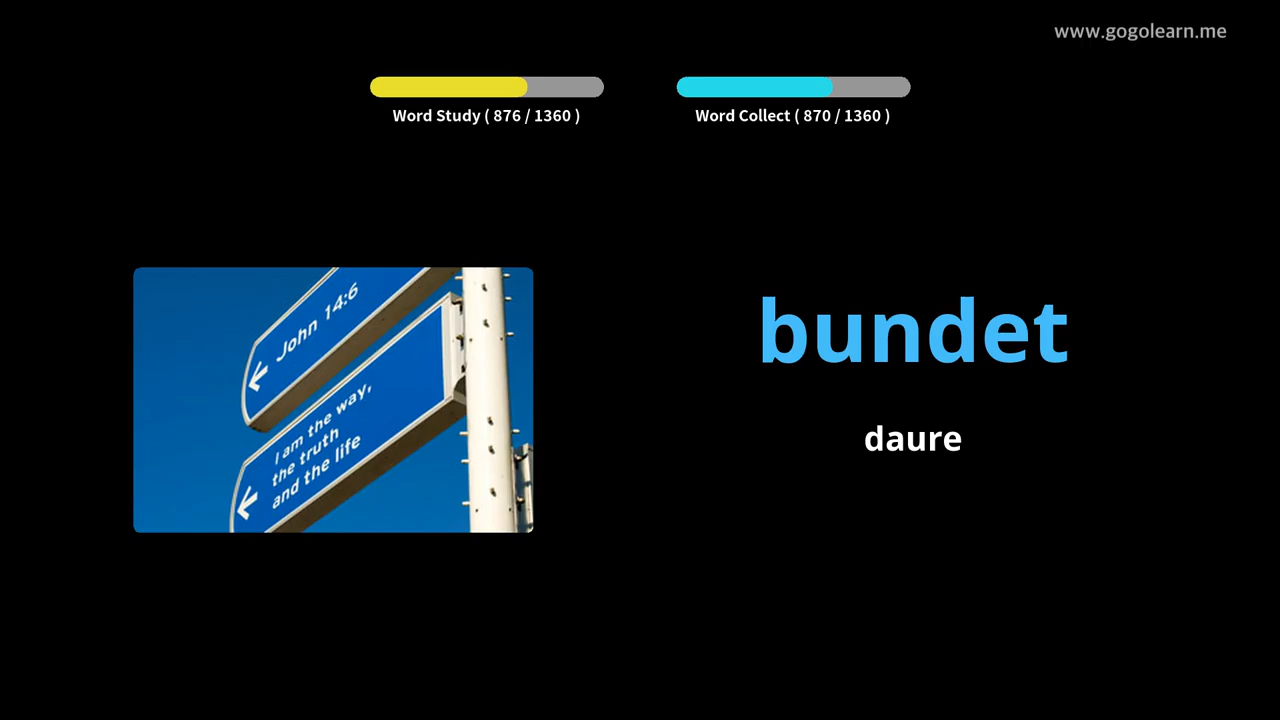 www.gogolearn.me
Word Study ( 876 / 1360 )
Word Collect ( 870 / 1360 )
John 14:6
I am the way,
the truth
and the life
bundet
daure